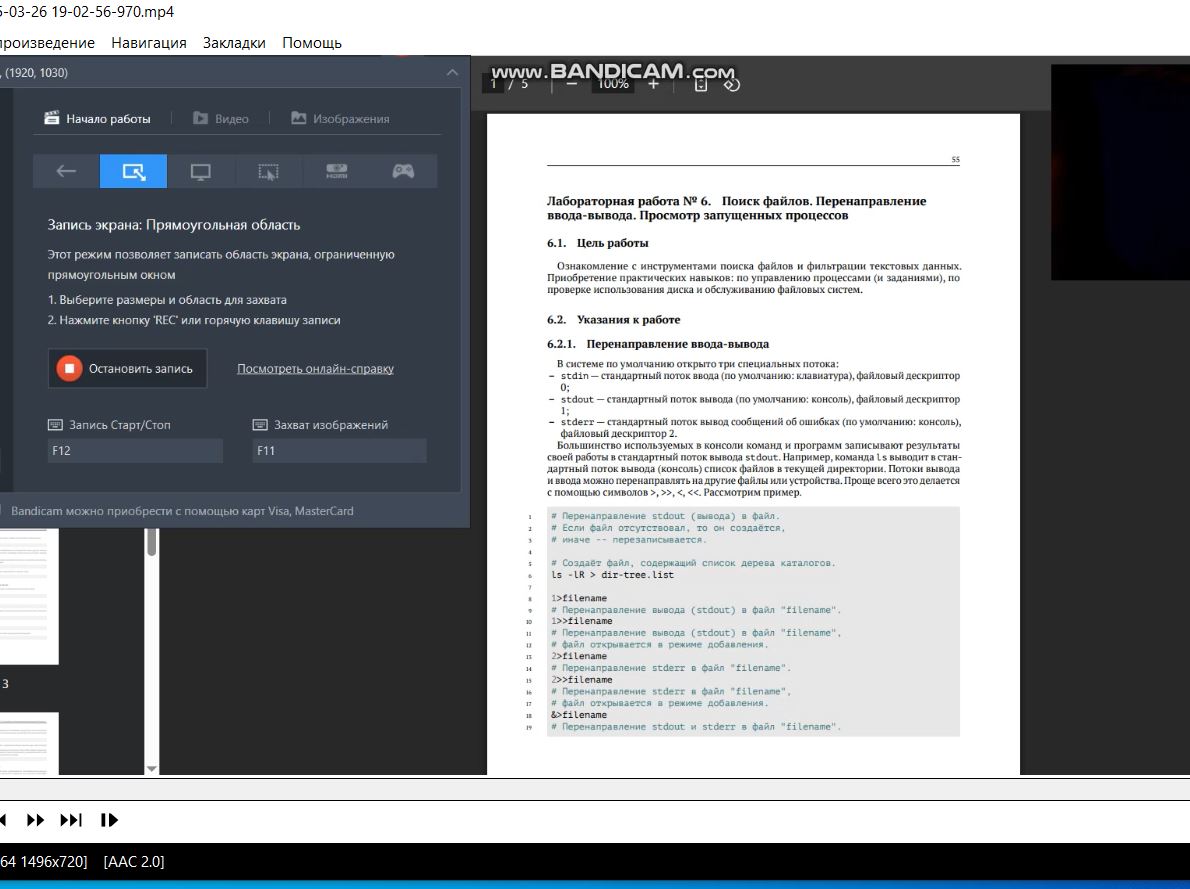 5-03-26 19-02-56-970.mp4
произведение Навигация Закладки Помощь
, (1920, 1030)
Начало работы Видео Изображения
HDMI
Запись экрана: Прямоугольная область
Этот режим позволяет записать область экрана, ограниченную
прямоугольным окном
1. Выберите размеры и область для захвата
2. Нажмите кнопку 'REC' или горячую клавишу записи
Остановить запись Посмотреть онлайн-справку
Запись Старт/Стоп Захват изображений
F12 F11
Bandicam можно приобрести с помощью карт Visa, MasterCard
3
www.BANDICAM.com
1 / 5 — 100% +
55
Лабораторная работа № 6. Поиск файлов. Перенаправление
ввода-вывода. Просмотр запущенных процессов
6.1. Цель работы
Ознакомление с инструментами поиска файлов и фильтрации текстовых данных.
Приобретение практических навыков: по управлению процессами (и заданиями), по
проверке использования диска и обслуживанию файловых систем.
6.2. Указания к работе
6.2.1. Перенаправление ввода-вывода
В системе по умолчанию открыто три специальных потока:
– stdin — стандартный поток ввода (по умолчанию: клавиатура), файловый дескриптор
0;
– stdout — стандартный поток вывода (по умолчанию: консоль), файловый дескриптор
1;
– stderr — стандартный поток вывод сообщений об ошибках (по умолчанию: консоль),
файловый дескриптор 2.
Большинство используемых в консоли команд и программ записывают результаты
своей работы в стандартный поток вывода stdout. Например, команда ls выводит в стан-
дартный поток вывода (консоль) список файлов в текущей директории. Потоки вывода
и ввода можно перенаправлять на другие файлы или устройства. Проще всего это делается
с помощью символов >, >>, <, <<. Рассмотрим пример.
1 # Перенаправление stdout (вывода) в файл.
2 # Если файл отсутствовал, то он создаётся,
3 # иначе -- перезаписывается.
4
5 # Создаёт файл, содержащий список дерева каталогов.
6 ls -lR > dir-tree.list
7
8 1>filename
9 # Перенаправление вывода (stdout) в файл "filename".
10 1>>filename
11 # Перенаправление вывода (stdout) в файл "filename",
12 # файл открывается в режиме добавления.
13 2>filename
14 # Перенаправление stderr в файл "filename".
15 2>>filename
16 # Перенаправление stderr в файл "filename",
17 # файл открывается в режиме добавления.
18 &>filename
19 # Перенаправление stdout и stderr в файл "filename".
64 1496x720] [AAC 2.0]